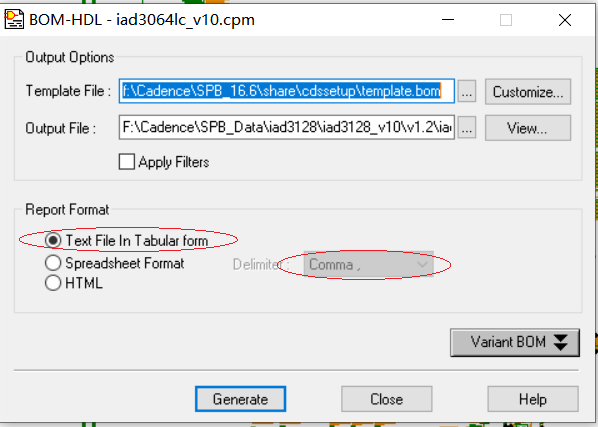 BOM-HDL - iad3064lc_v10.cpm
Output Options
Template File : f:\Cadence\SPB_16.6\share\cdssetup\template.bom ... Customize...
Output File : F:\Cadence\SPB_Data\iad3128\iad3128_v10\v1.2\iad ... View...
Apply Filters
Report Format
Text File In Tabular form
Spreadsheet Format Delimiter : Comma ,
HTML
Variant BOM
Generate Close Help